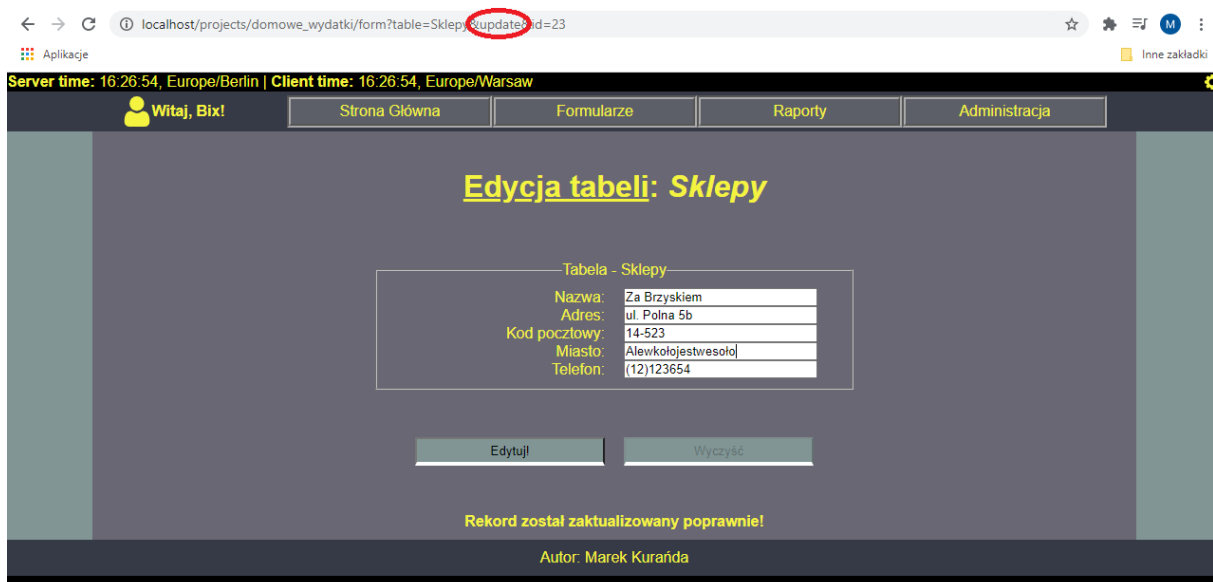 localhost/projects/domowe_wydatki/form?table=Sklepy&update&id=23
M
Aplikacje
Inne zakładki
Server time: 16:26:54, Europe/Berlin | Client time: 16:26:54, Europe/Warsaw
Witaj, Bix!
Strona Główna
Formularze
Raporty
Administracja
Edycja tabeli: Sklepy
Tabela - Sklepy
Nazwa: Za Brzyskiem
Adres: ul. Polna 5b
Kod pocztowy: 14-523
Miasto: Alewkołojestwesoło
Telefon: (12)123654
Edytuj!
Wyczyść
Rekord został zaktualizowany poprawnie!
Autor: Marek Kurańda